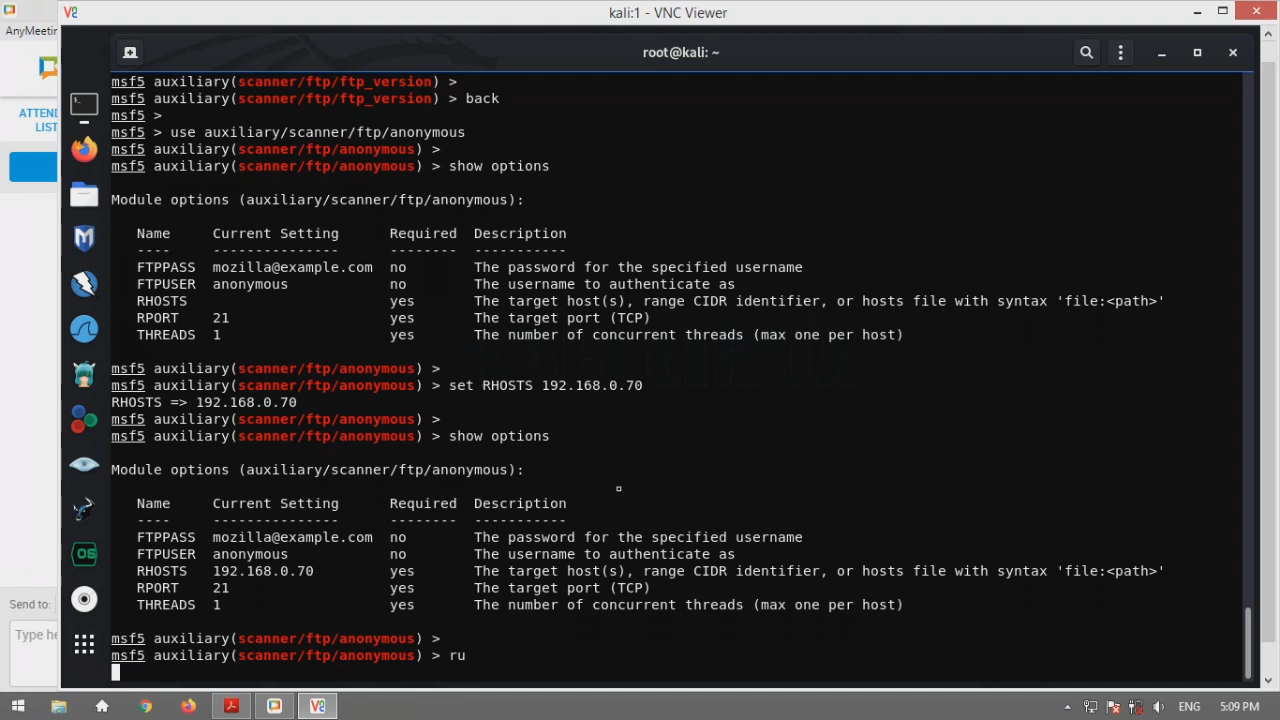 kali:1 - VNC Viewer
AnyMeetin
root@kali: ~
ATTEND
LIST
msf5 auxiliary(scanner/ftp/ftp_version) >
msf5 auxiliary(scanner/ftp/ftp_version) > back
msf5 >
msf5 > use auxiliary/scanner/ftp/anonymous
msf5 auxiliary(scanner/ftp/anonymous) >
msf5 auxiliary(scanner/ftp/anonymous) > show options
Module options (auxiliary/scanner/ftp/anonymous):
Name Current Setting Required Description
---- --------------- -------- -----------
FTPPASS mozilla@example.com no The password for the specified username
FTPUSER anonymous no The username to authenticate as
RHOSTS yes The target host(s), range CIDR identifier, or hosts file with syntax 'file:<path>'
RPORT 21 yes The target port (TCP)
THREADS 1 yes The number of concurrent threads (max one per host)
msf5 auxiliary(scanner/ftp/anonymous) >
msf5 auxiliary(scanner/ftp/anonymous) > set RHOSTS 192.168.0.70
RHOSTS => 192.168.0.70
msf5 auxiliary(scanner/ftp/anonymous) >
msf5 auxiliary(scanner/ftp/anonymous) > show options
Module options (auxiliary/scanner/ftp/anonymous):
Name Current Setting Required Description
---- --------------- -------- -----------
FTPPASS mozilla@example.com no The password for the specified username
FTPUSER anonymous no The username to authenticate as
RHOSTS 192.168.0.70 yes The target host(s), range CIDR identifier, or hosts file with syntax 'file:<path>'
RPORT 21 yes The target port (TCP)
THREADS 1 yes The number of concurrent threads (max one per host)
msf5 auxiliary(scanner/ftp/anonymous) >
msf5 auxiliary(scanner/ftp/anonymous) > ru
Send to:
Type he
OS
ENG 5:09 PM